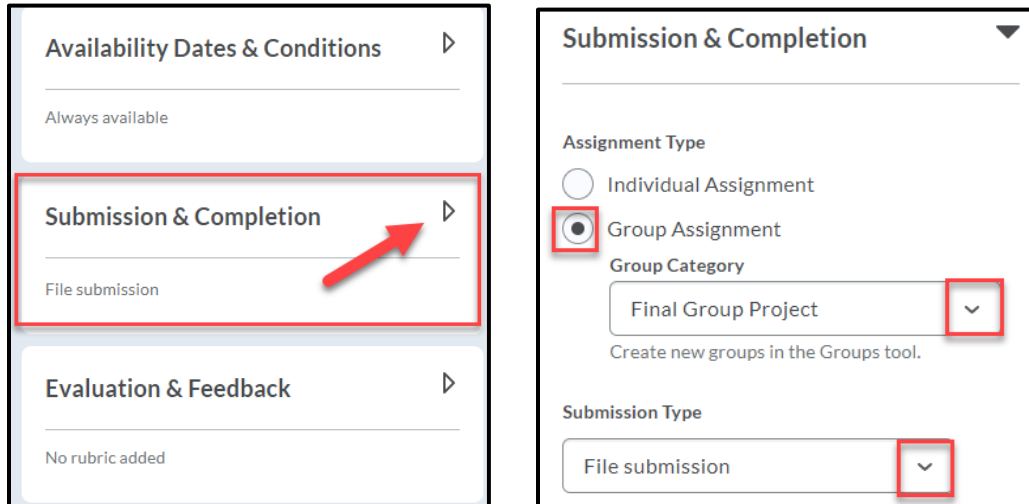 Availability Dates & Conditions
Always available
Submission & Completion
File submission
Evaluation & Feedback
No rubric added
Submission & Completion
Assignment Type
Individual Assignment
Group Assignment
Group Category
Final Group Project
Create new groups in the Groups tool.
Submission Type
File submission